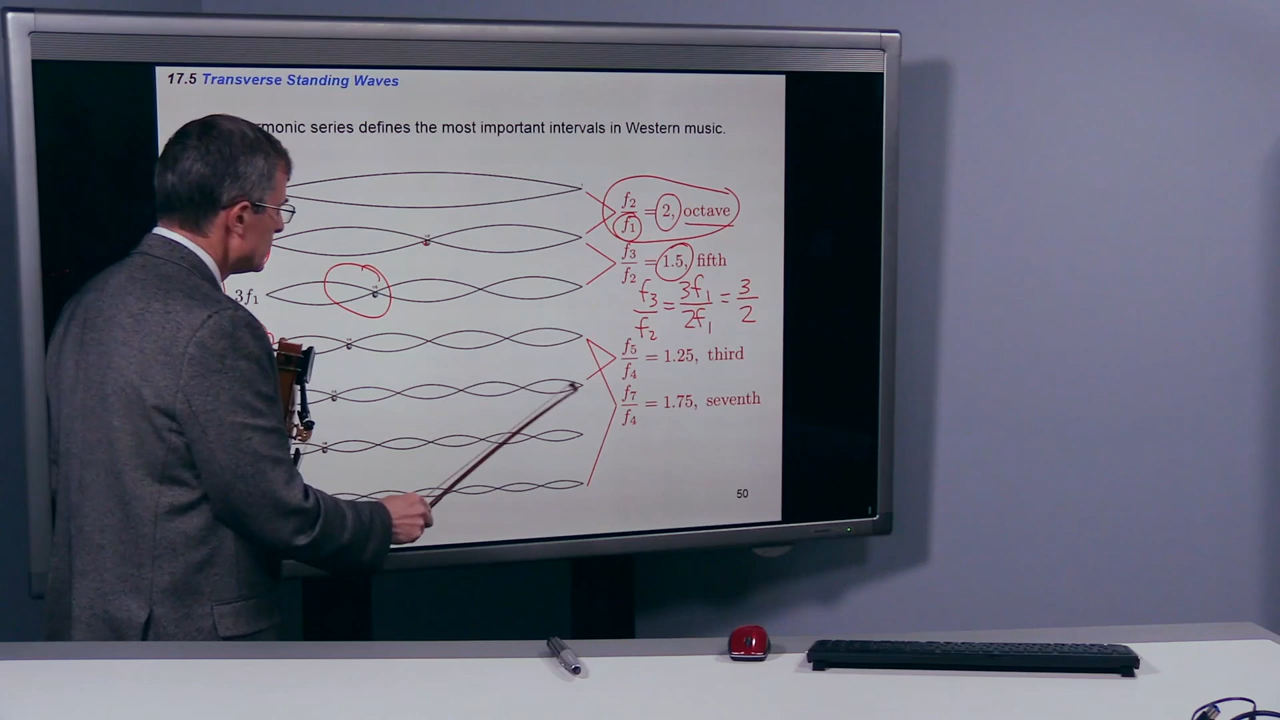 17.5 Transverse Standing Waves
series defines the most important intervals in Western music.
f₂/f₁ = 2, octave
f₃/f₂ = 1.5, fifth
3f₁
f₃/f₂ = 3f₁/2f₁ = 3/2
f₅/f₄ = 1.25, third
f₇/f₄ = 1.75, seventh
50